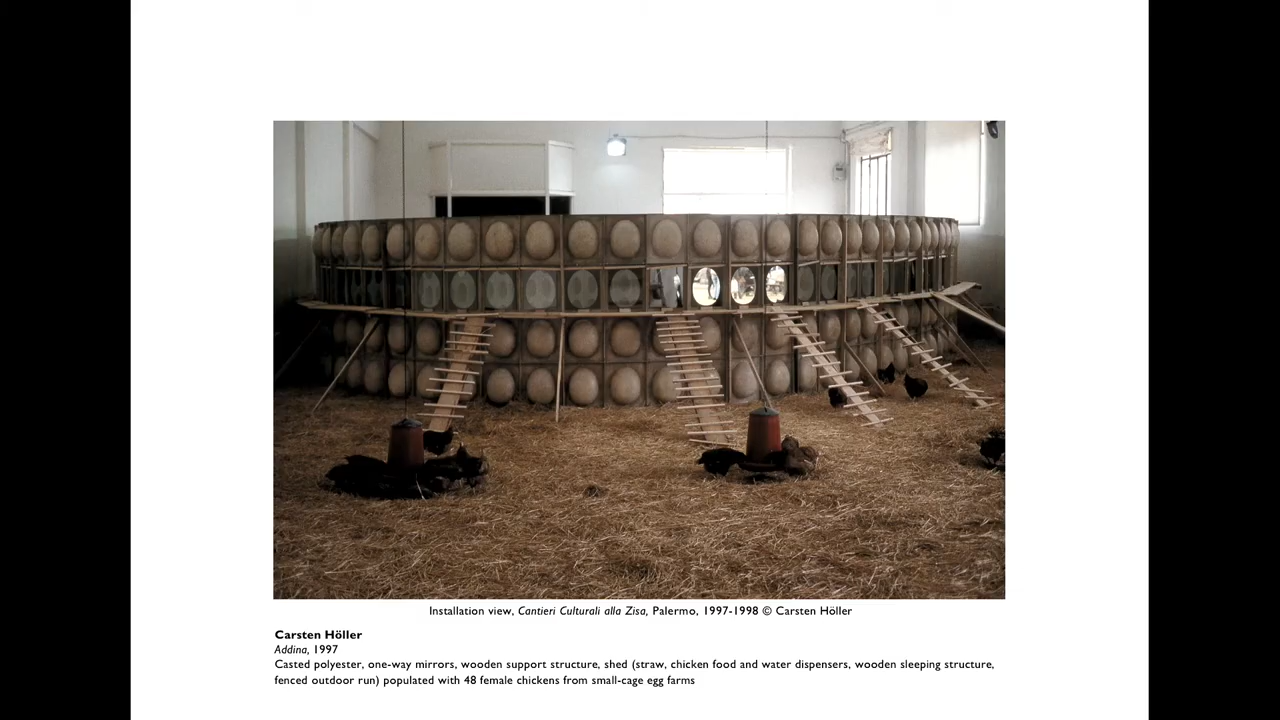 Installation view, Cantieri Culturali alla Zisa, Palermo, 1997-1998 © Carsten Höller
Carsten Höller
Addina, 1997
Casted polyester, one-way mirrors, wooden support structure, shed (straw, chicken food and water dispensers, wooden sleeping structure,
fenced outdoor run) populated with 48 female chickens from small-cage egg farms